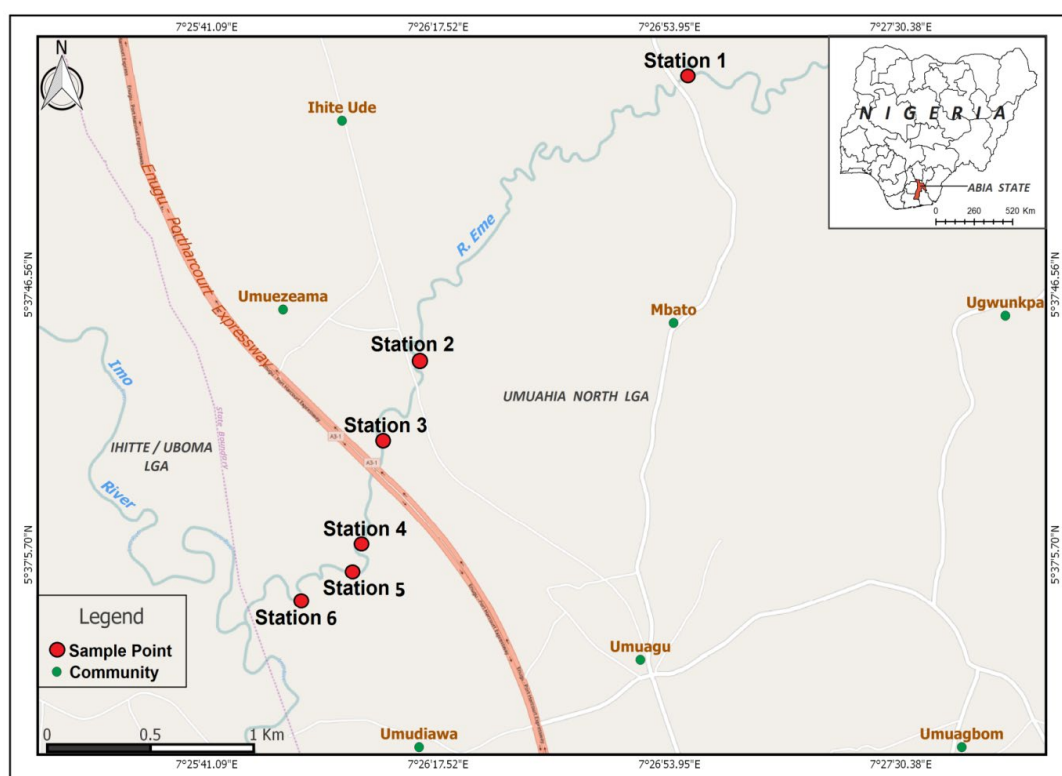 7°25'41.09"E 7°26'17.52"E 7°26'53.95"E 7°27'30.38"E
N
Station 1
Ihite Ude
NIGERIA
ABIA STATE
0 260 520 Km
R. Eme
Enugu - Portharcourt Expressway
5°37'46.56"N
5°37'46.56"N
Umuezeama
Mbato
Ugwunkpa
Station 2
Imo
River
UMUAHIA NORTH LGA
Station 3
A3-1
A3-1
IHITTE / UBOMA
LGA
State Boundary
Station 4
5°37'5.70"N
5°37'5.70"N
Station 5
Station 6
Legend
Sample Point
Community
Umuagu
0 0.5 1 Km
Umudiawa
Umuagbom
7°25'41.09"E 7°26'17.52"E 7°26'53.95"E 7°27'30.38"E